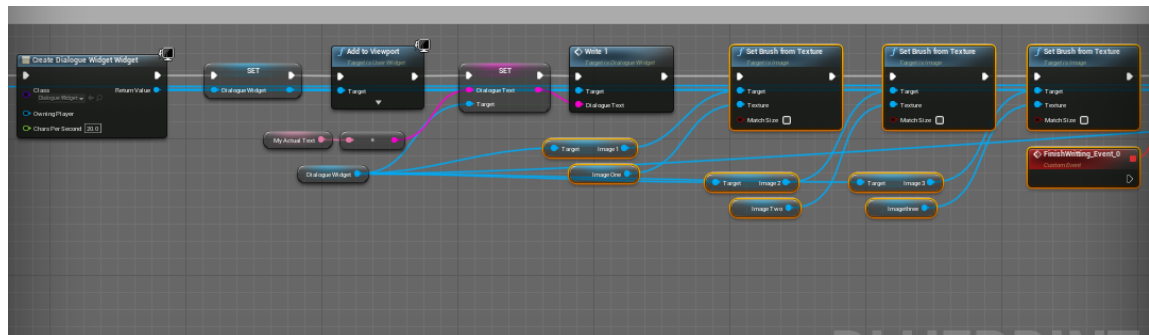 Create Dialogue Widget Widget
Class
Dialogue Widget
Return Value
Owning Player
Chars Per Second 20.0
SET
Dialogue Widget
Add to Viewport
Target is User Widget
Target
SET
Dialogue Text
Target
Write 1
Target is Dialogue Widget
Target
Dialogue Text
Set Brush from Texture
Target is Image
Target
Texture
Match Size
Set Brush from Texture
Target is Image
Target
Texture
Match Size
Set Brush from Texture
Target is Image
Target
Texture
Match Size
My Actual Text
Dialogue Widget
Target Image 1
Image One
Target Image 2
Image Two
Target Image 3
Imagethree
FinishWritting_Event_0
Custom Event